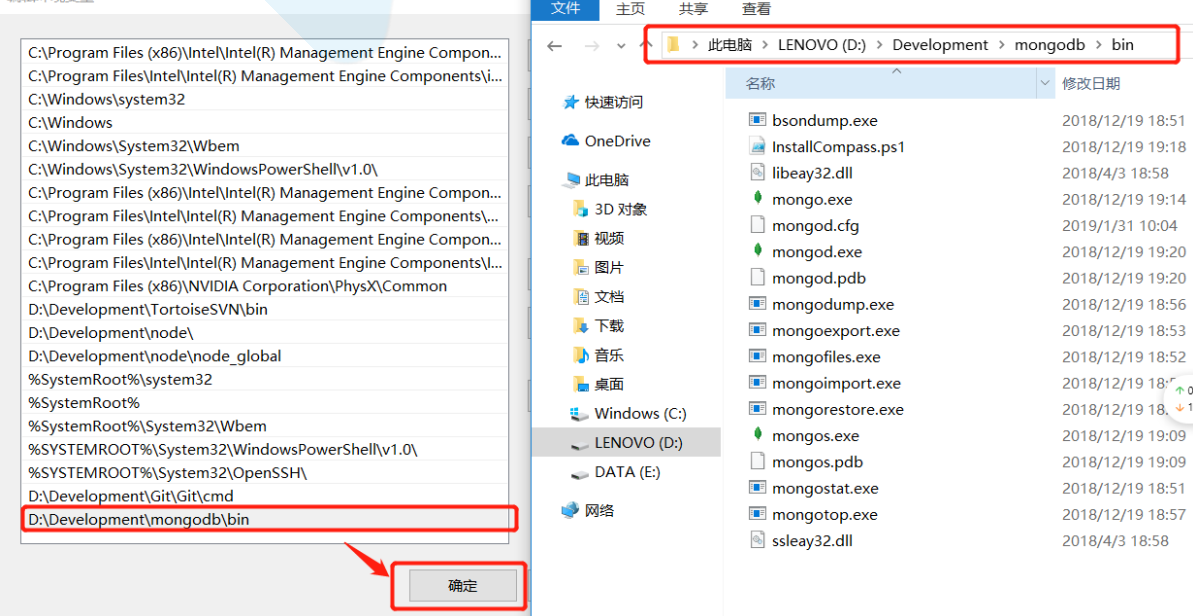 C:\Program Files (x86)\Intel\Intel(R) Management Engine Compon...
C:\Program Files\Intel\Intel(R) Management Engine Components\i...
C:\Windows\system32
C:\Windows
C:\Windows\System32\Wbem
C:\Windows\System32\WindowsPowerShell\v1.0\
C:\Program Files (x86)\Intel\Intel(R) Management Engine Compon...
C:\Program Files\Intel\Intel(R) Management Engine Components\...
C:\Program Files (x86)\Intel\Intel(R) Management Engine Compon...
C:\Program Files\Intel\Intel(R) Management Engine Components\I...
C:\Program Files (x86)\NVIDIA Corporation\PhysX\Common
D:\Development\TortoiseSVN\bin
D:\Development\node\
D:\Development\node\node_global
%SystemRoot%\system32
%SystemRoot%
%SystemRoot%\System32\Wbem
%SYSTEMROOT%\System32\WindowsPowerShell\v1.0\
%SYSTEMROOT%\System32\OpenSSH\
D:\Development\Git\Git\cmd
D:\Development\mongodb\bin
确定
文件 主页 共享 查看
此电脑 LENOVO (D:) Development mongodb bin
快速访问
OneDrive
此电脑
3D 对象
视频
图片
文档
下载
音乐
桌面
Windows (C:)
LENOVO (D:)
DATA (E:)
网络
名称 修改日期
bsondump.exe 2018/12/19 18:51
InstallCompass.ps1 2018/12/19 19:18
libeay32.dll 2018/4/3 18:58
mongo.exe 2018/12/19 19:14
mongod.cfg 2019/1/31 10:04
mongod.exe 2018/12/19 19:20
mongod.pdb 2018/12/19 19:20
mongodump.exe 2018/12/19 18:56
mongoexport.exe 2018/12/19 18:53
mongofiles.exe 2018/12/19 18:52
mongoimport.exe 2018/12/19
mongorestore.exe 2018/12/19
mongos.exe 2018/12/19 19:09
mongos.pdb 2018/12/19 19:09
mongostat.exe 2018/12/19 18:51
mongotop.exe 2018/12/19 18:57
ssleay32.dll 2018/4/3 18:58